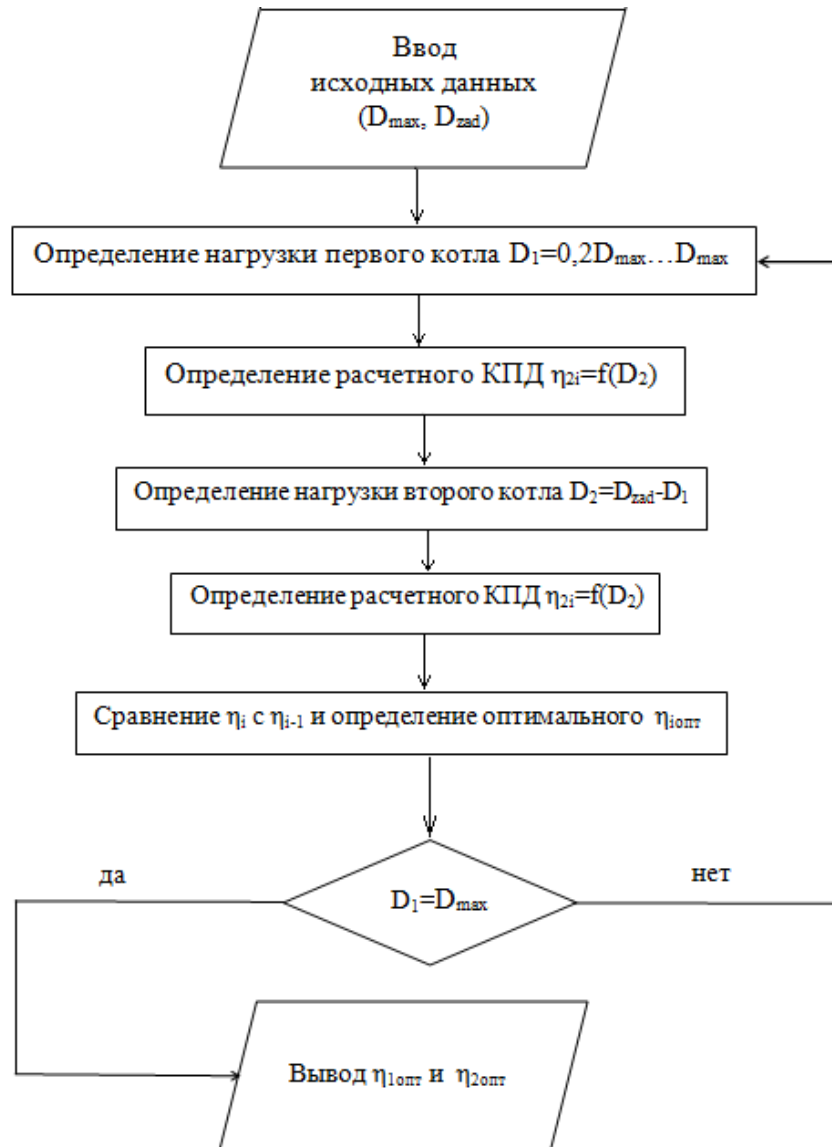 Ввод
исходных данных
(Dmax, Dzad)
Определение нагрузки первого котла D₁=0,2Dmax…Dmax
Определение расчетного КПД η2i=f(D₂)
Определение нагрузки второго котла D₂=Dzad-D₁
Определение расчетного КПД η2i=f(D₂)
Сравнение ηi с ηi-1 и определение оптимального ηiопт
да
D₁=Dmax
нет
Вывод η1опт и η2опт